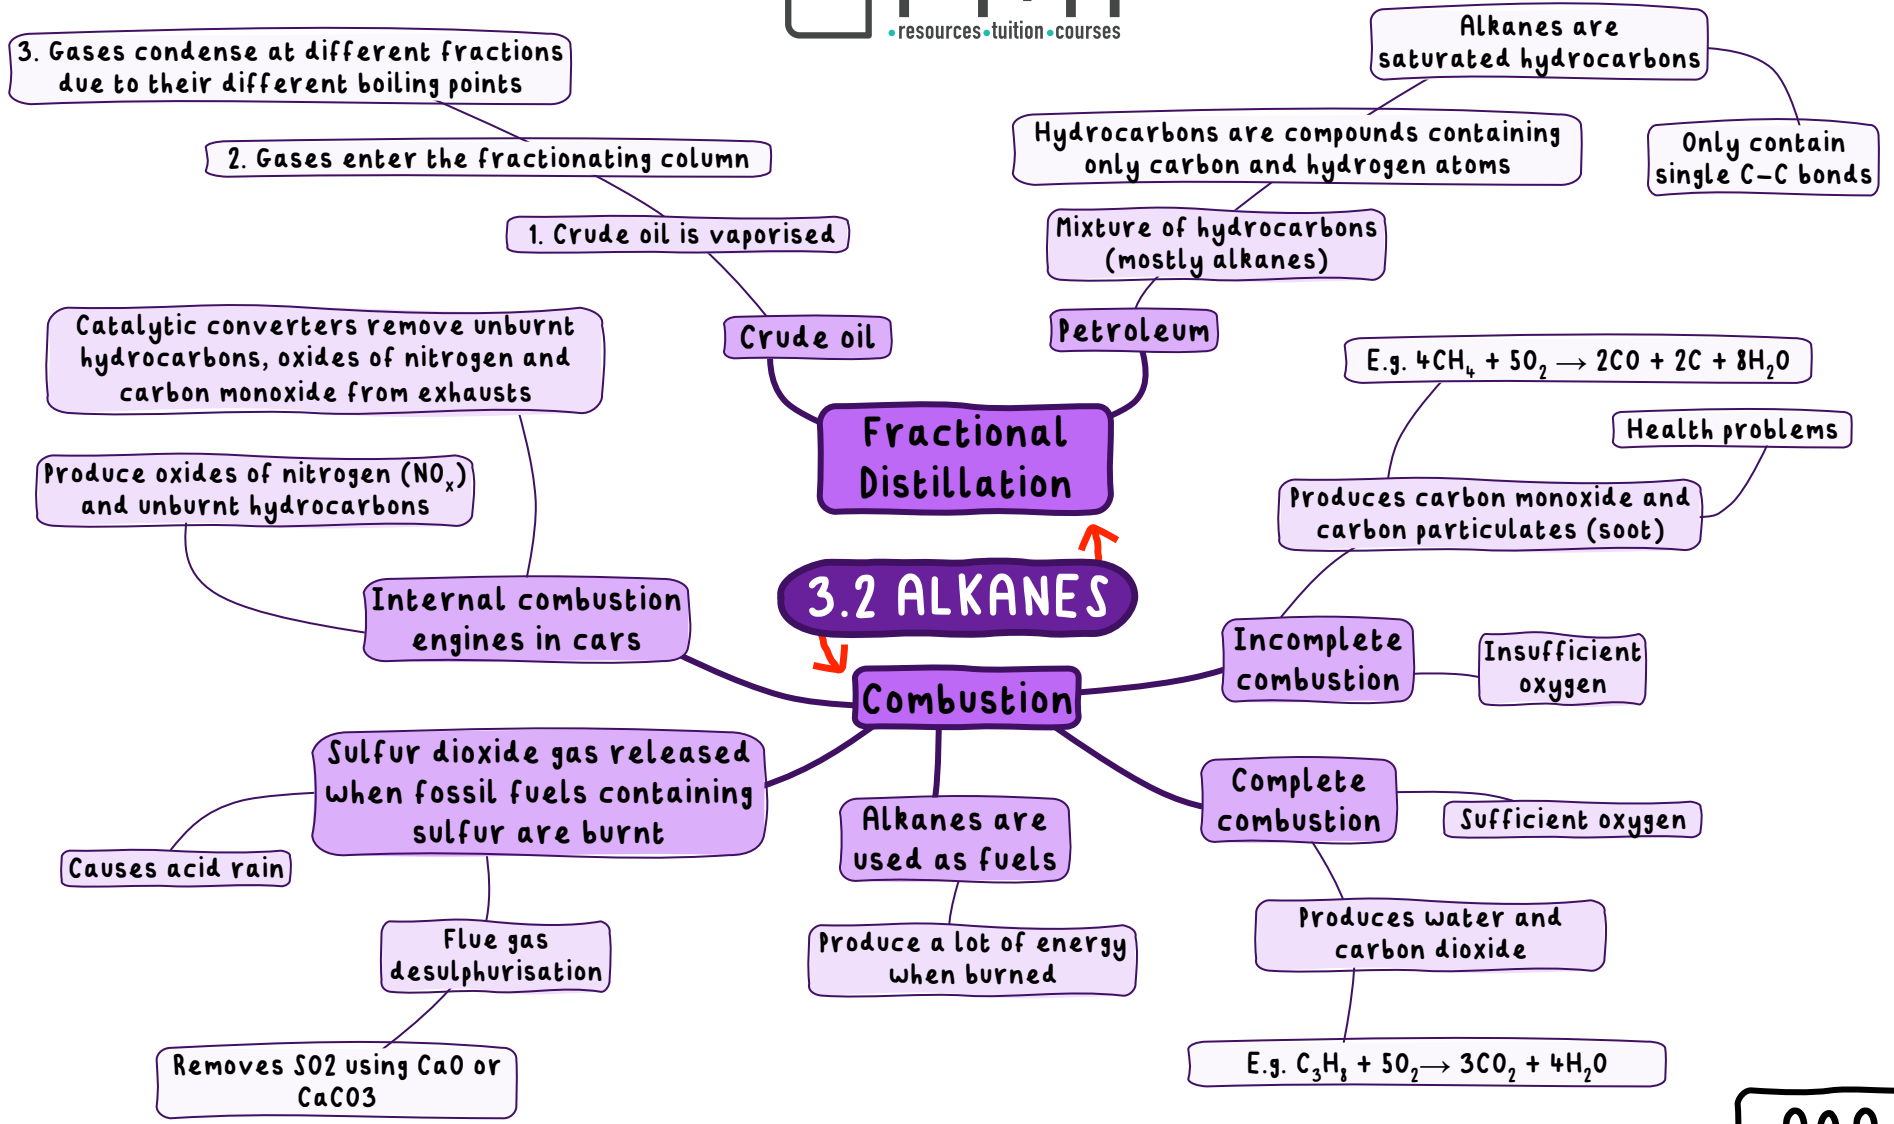 •resources•tuition•courses
3. Gases condense at different fractions
due to their different boiling points
2. Gases enter the fractionating column
1. Crude oil is vaporised
Crude oil
Alkanes are
saturated hydrocarbons
Only contain
single C–C bonds
Hydrocarbons are compounds containing
only carbon and hydrogen atoms
Mixture of hydrocarbons
(mostly alkanes)
Petroleum
Fractional
Distillation
3.2 ALKANES
Combustion
Catalytic converters remove unburnt
hydrocarbons, oxides of nitrogen and
carbon monoxide from exhausts
Produce oxides of nitrogen (NOₓ)
and unburnt hydrocarbons
Internal combustion
engines in cars
E.g. 4CH₄ + 5O₂ → 2CO + 2C + 8H₂O
Health problems
Produces carbon monoxide and
carbon particulates (soot)
Incomplete
combustion
Insufficient
oxygen
Sulfur dioxide gas released
when fossil fuels containing
sulfur are burnt
Causes acid rain
Flue gas
desulphurisation
Removes SO2 using CaO or
CaCO3
Alkanes are
used as fuels
Produce a lot of energy
when burned
Complete
combustion
Sufficient oxygen
Produces water and
carbon dioxide
E.g. C₃H₈ + 5O₂→ 3CO₂ + 4H₂O